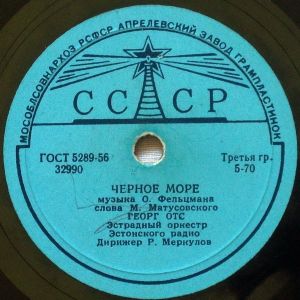 МОСОБЛСОВНАРХОЗ РСФСР АПРЕЛЕВСКИЙ ЗАВОД ГРАМПЛАСТИНОК
СССР
ГОСТ 5289-56
32990
Третья гр.
5-70
ЧЕРНОЕ МОРЕ
музыка О. Фельцмана
слова М. Матусовского
ГЕОРГ ОТС
Эстрадный оркестр
Эстонского радио
Дирижер Р. Меркулов